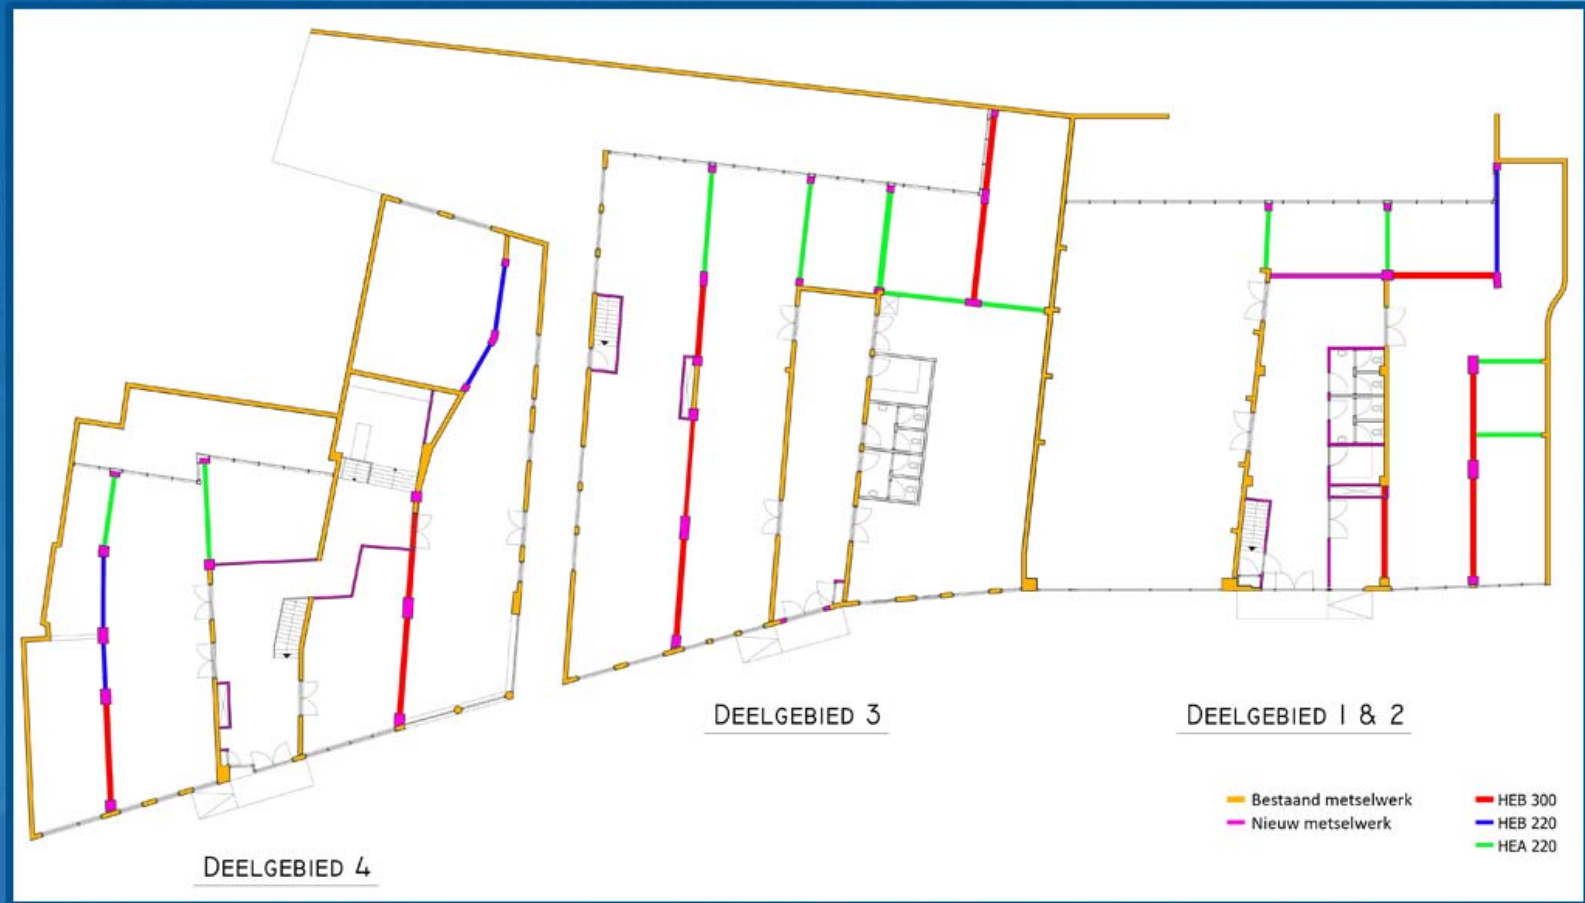 DEELGEBIED 3
DEELGEBIED 1 & 2
Bestaand metselwerk
Nieuw metselwerk
HEB 300
HEB 220
HEA 220
DEELGEBIED 4